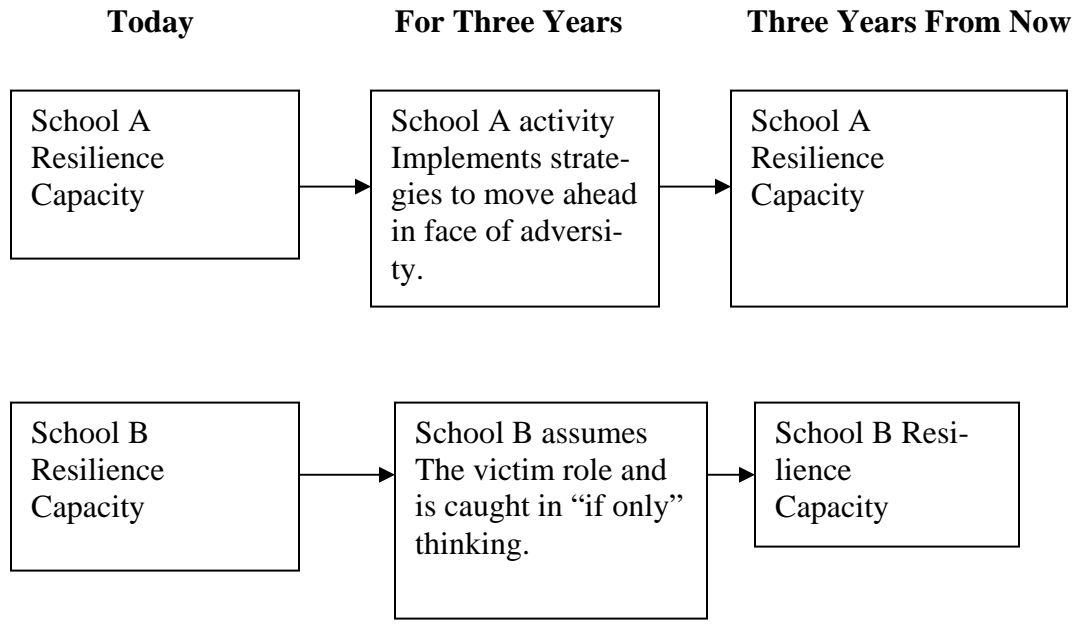 Today
For Three Years
Three Years From Now
School A
Resilience
Capacity
School A activity
Implements strate-
gies to move ahead
in face of adversi-
ty.
School A
Resilience
Capacity
School B
Resilience
Capacity
School B assumes
The victim role and
is caught in “if only”
thinking.
School B Resi-
lience
Capacity